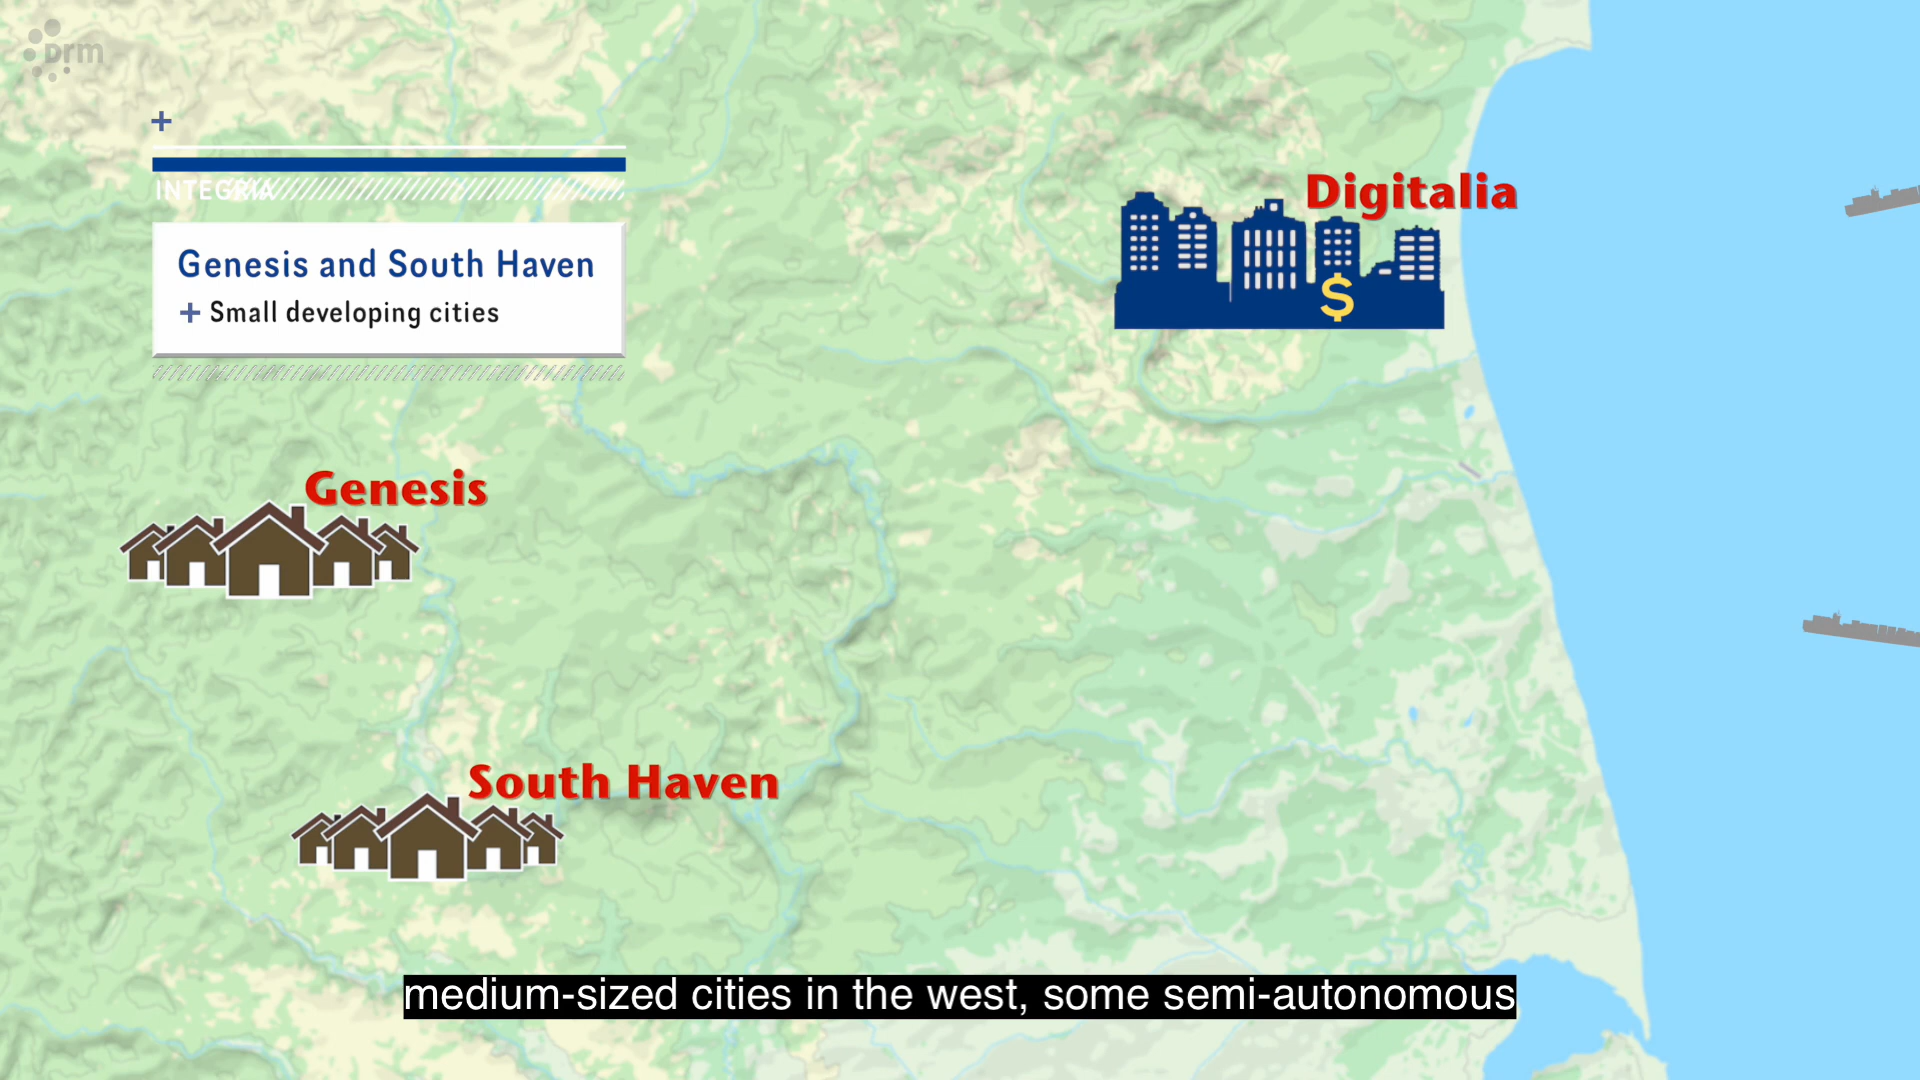 Drm
+
INTEGRIA
Genesis and South Haven
+ Small developing cities
Digitalia
$
Genesis
South Haven
medium-sized cities in the west, some semi-autonomous